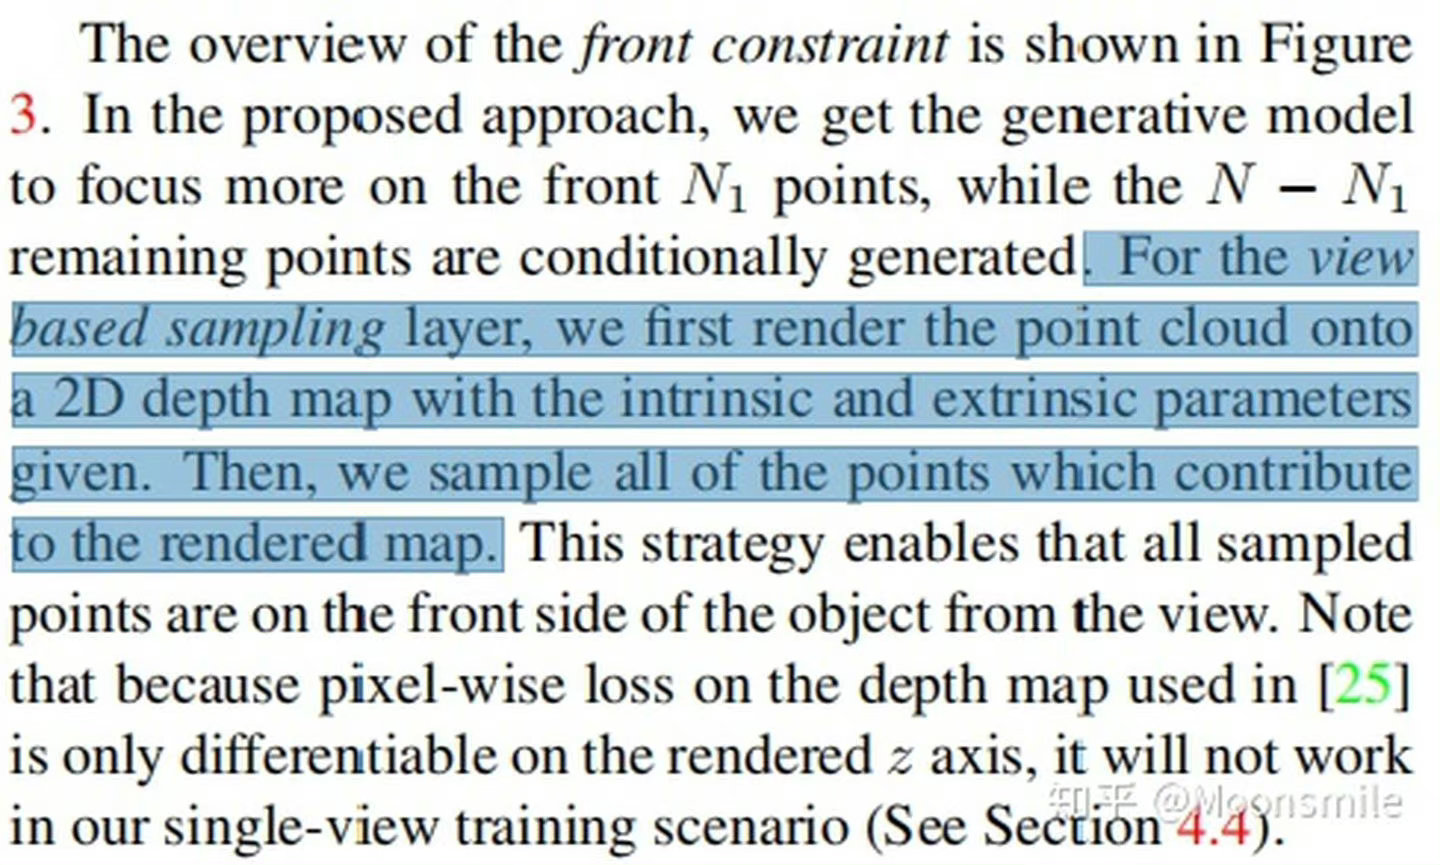 The overview of the front constraint is shown in Figure
3. In the proposed approach, we get the generative model
to focus more on the front N₁ points, while the N − N₁
remaining points are conditionally generated. For the view
based sampling layer, we first render the point cloud onto
a 2D depth map with the intrinsic and extrinsic parameters
given. Then, we sample all of the points which contribute
to the rendered map. This strategy enables that all sampled
points are on the front side of the object from the view. Note
that because pixel-wise loss on the depth map used in [25]
is only differentiable on the rendered z axis, it will not work
in our single-view training scenario (See Section 4.4).
知乎 @Moonsmile